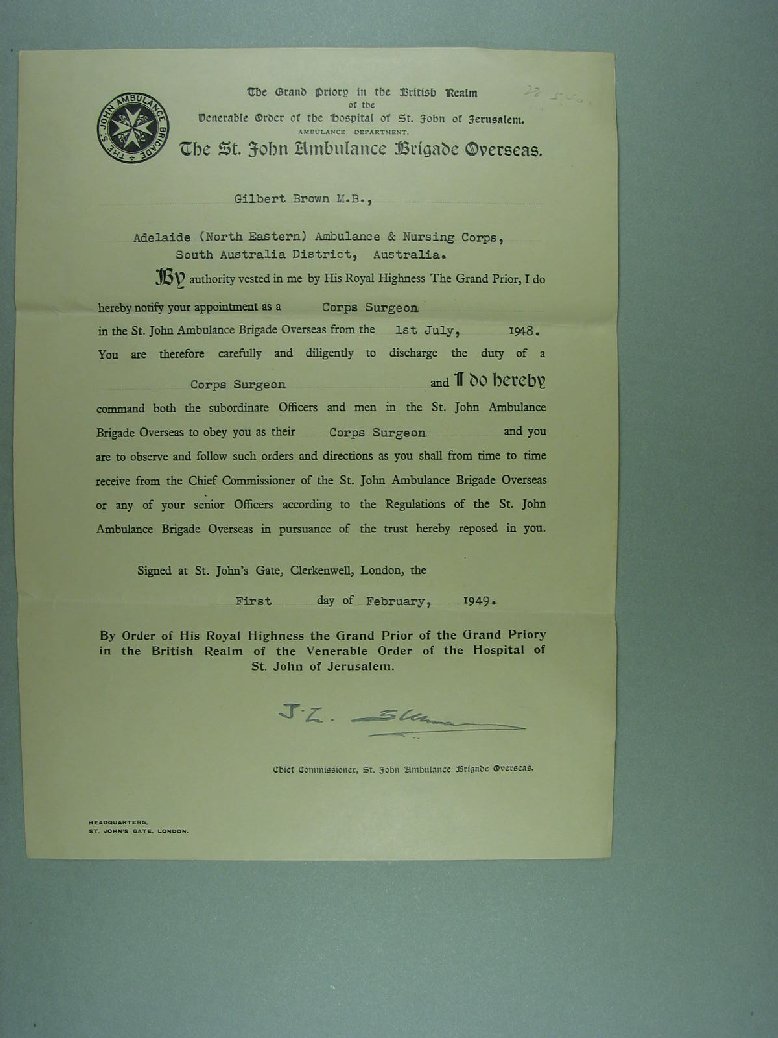 The Grand Priory in the British Realm
of the
Venerable Order of the Hospital of St. John of Jerusalem.
AMBULANCE DEPARTMENT.
The St. John Ambulance Brigade Overseas.
THE ST. JOHN AMBULANCE BRIGADE
Gilbert Brown M.B.,
Adelaide (North Eastern) Ambulance & Nursing Corps,
South Australia District, Australia.
By authority vested in me by His Royal Highness The Grand Prior, I do
hereby notify your appointment as a Corps Surgeon
in the St. John Ambulance Brigade Overseas from the 1st July, 1948.
You are therefore carefully and diligently to discharge the duty of a
Corps Surgeon and I do hereby
command both the subordinate Officers and men in the St. John Ambulance
Brigade Overseas to obey you as their Corps Surgeon and you
are to observe and follow such orders and directions as you shall from time to time
receive from the Chief Commissioner of the St. John Ambulance Brigade Overseas
or any of your senior Officers according to the Regulations of the St. John
Ambulance Brigade Overseas in pursuance of the trust hereby reposed in you.
Signed at St. John's Gate, Clerkenwell, London, the
First day of February, 1949.
By Order of His Royal Highness the Grand Prior of the Grand Priory
in the British Realm of the Venerable Order of the Hospital of
St. John of Jerusalem.
Chief Commissioner, St. John Ambulance Brigade Overseas.
HEADQUARTERS,
ST. JOHN'S GATE, LONDON.